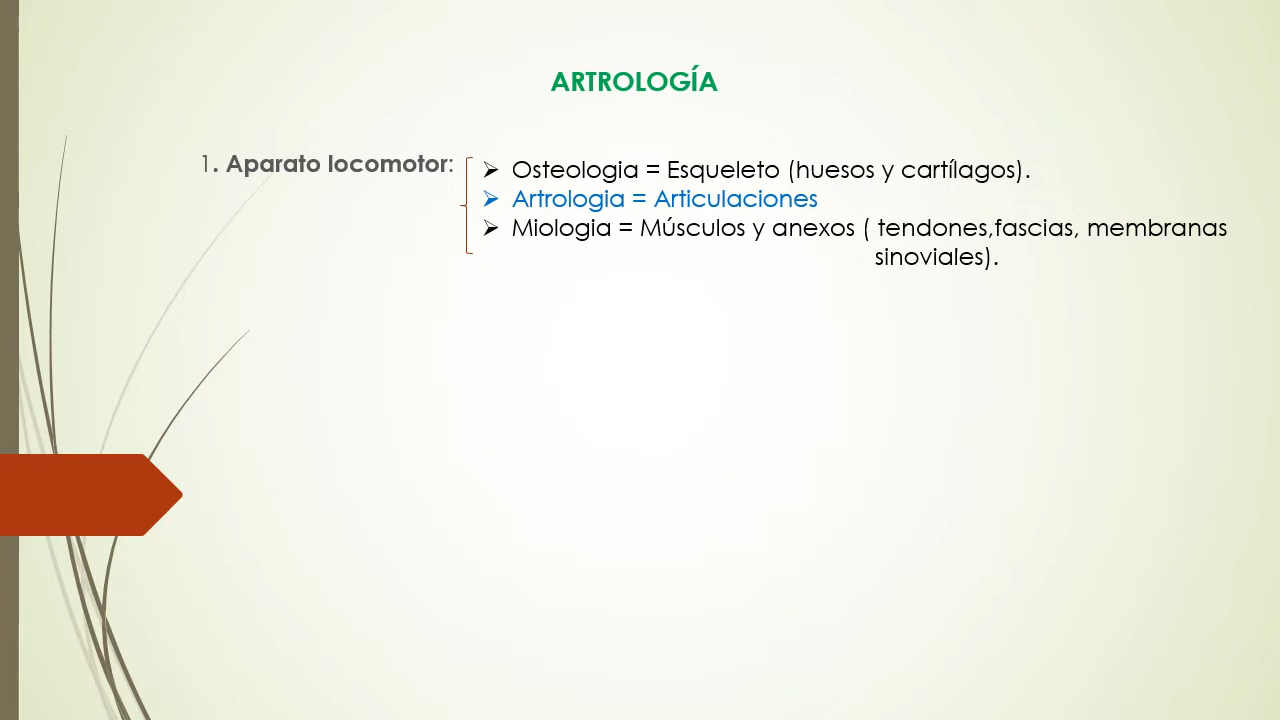 ARTROLOGÍA
1. Aparato locomotor:
➢ Osteologia = Esqueleto (huesos y cartílagos).
➢ Artrologia = Articulaciones
➢ Miologia = Músculos y anexos ( tendones,fascias, membranas
sinoviales).